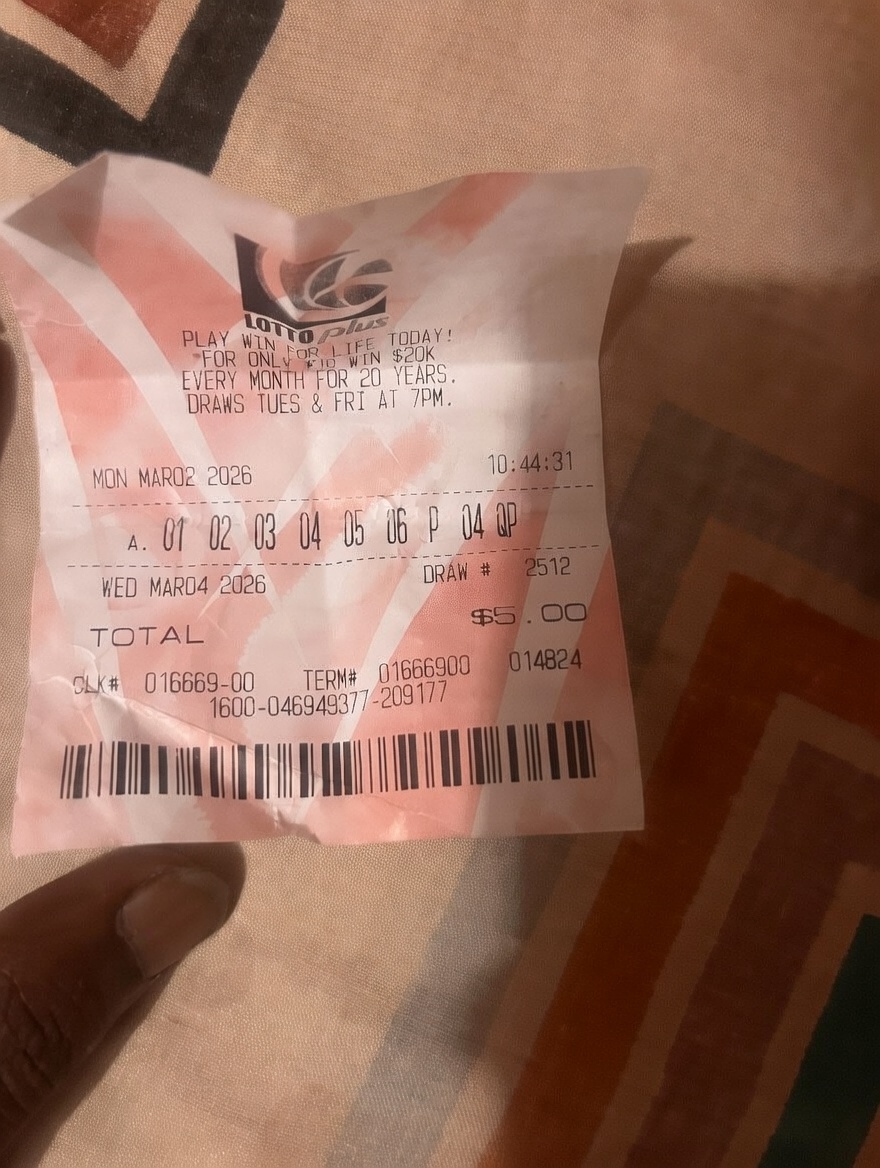 LOTTO plus
PLAY WIN FOR LIFE TODAY!
FOR ONLY $10 WIN $20K
EVERY MONTH FOR 20 YEARS.
DRAWS TUES & FRI AT 7PM.
MON MAR02 2026 10:44:31
A. 01 02 03 04 05 06 P 04 QP
WED MAR04 2026 DRAW # 2512
TOTAL $5.00
CLK# 016669-00 TERM# 01666900 014824
1600-046949377-209177